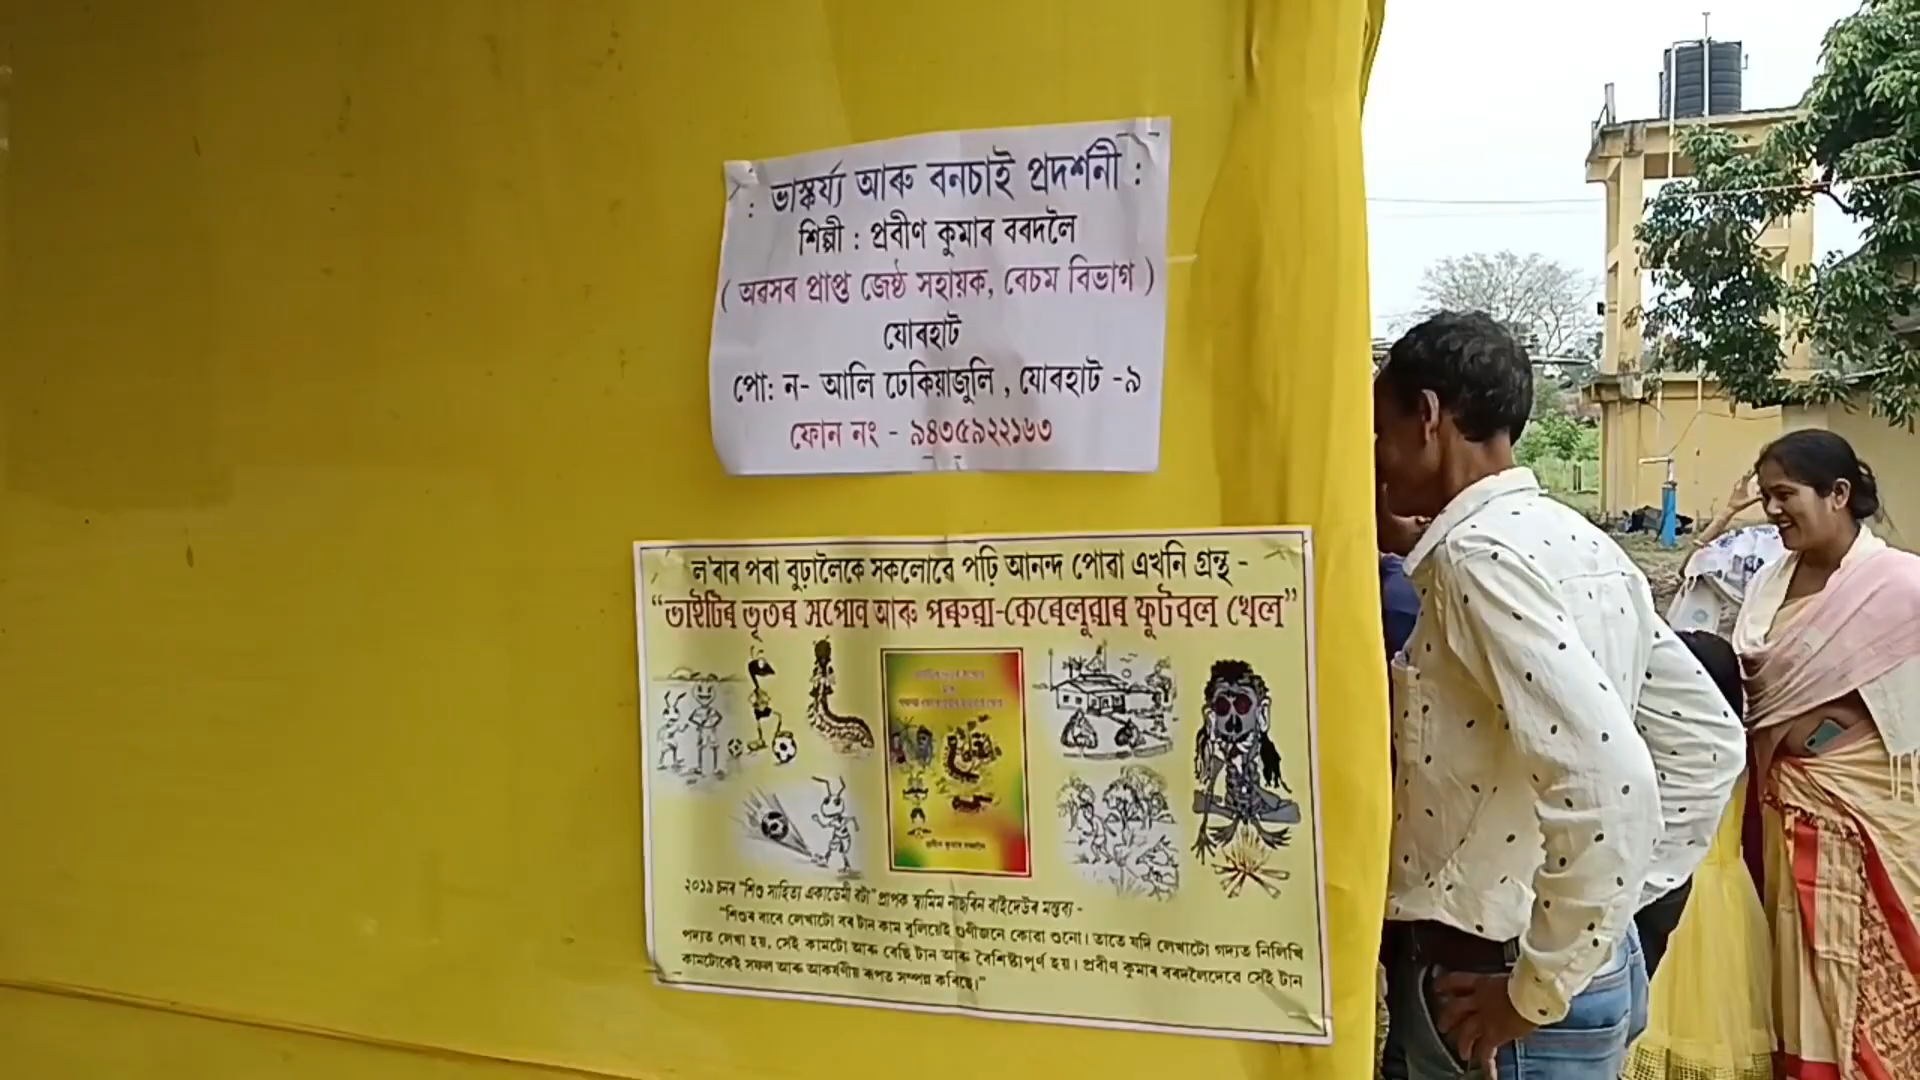 : ভাস্কৰ্য্য আৰু বনচাই প্ৰদৰ্শনী :
শিল্পী : প্ৰবীণ কুমাৰ বৰদলৈ
( অৱসৰ প্ৰাপ্ত জেষ্ঠ সহায়ক, ৰেচম বিভাগ )
যোৰহাট
পো: ন- আলি ঢেকিয়াজুলি , যোৰহাট -৯
ফোন নং - ৯৪৩৫৯২২১৬৩
ল'ৰাৰ পৰা বুঢ়ালৈকে সকলোৱে পঢ়ি আনন্দ পোৱা এখনি গ্ৰন্থ -
“ভাইটিৰ ভূতৰ সপোন আৰু পৰুৱা-কেৰেলুৱাৰ ফুটবল খেল”
প্ৰবীণ কুমাৰ বৰদলৈ
২০১৯ চনৰ “শিশু সাহিত্য একাডেমী বঁটা” প্ৰাপক স্বামিম নাছৰিন বাইদেউৰ মন্তব্য -
“শিশুৰ বাবে লেখাটো বৰ টান কাম বুলিয়েই গুণীজনে কোৱা শুনো। তাতে যদি লেখাটো গদ্যত নিলিখি
পদ্যত লেখা হয়, সেই কামটো আৰু বেছি টান আৰু বৈশিষ্ট্যপূৰ্ণ হয়। প্ৰবীণ কুমাৰ বৰদলৈদেৱে সেই টান
কামটোকেই সফল আৰু আকৰ্ষণীয় ৰূপত সম্পন্ন কৰিছে।”